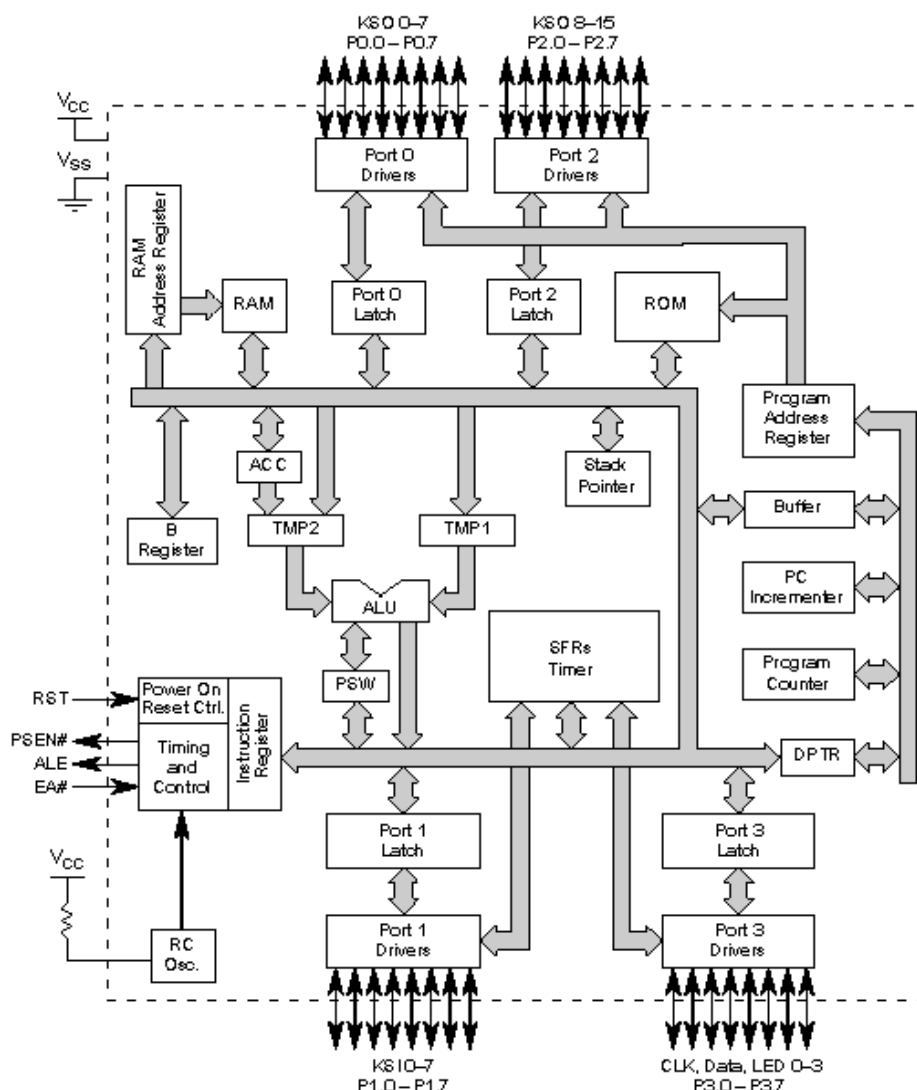 KSO 0–7
P0.0 – P0.7
KSO 8–15
P2.0 – P2.7
VCC
VSS
Port 0
Drivers
Port 2
Drivers
RAM
Address Register
RAM
Port 0
Latch
Port 2
Latch
ROM
Program
Address
Register
ACC
Stack
Pointer
B
Register
TMP2
TMP1
Buffer
ALU
PC
Incrementer
SFRs
Timer
PSW
Program
Counter
RST
PSEN#
ALE
EA#
Power On
Reset Ctrl.
Timing
and
Control
Instruction
Register
DPTR
Port 1
Latch
Port 3
Latch
VCC
RC
Osc.
Port 1
Drivers
Port 3
Drivers
KSI 0–7
P1.0 – P1.7
CLK, Data, LED 0–3
P3.0 – P3.7